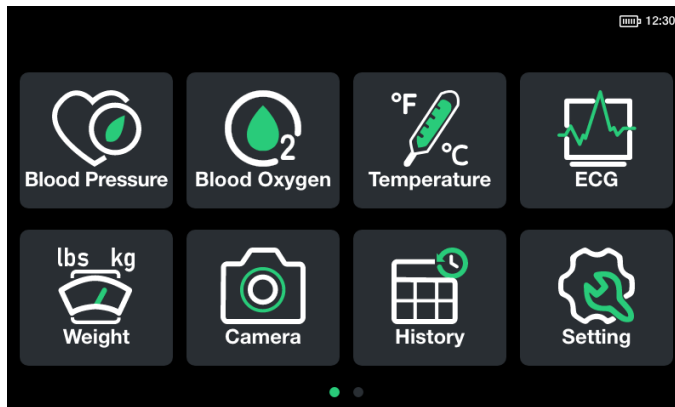 12:30
°F
°C
2
Blood Pressure
Blood Oxygen
Temperature
ECG
lbs kg
Weight
Camera
History
Setting